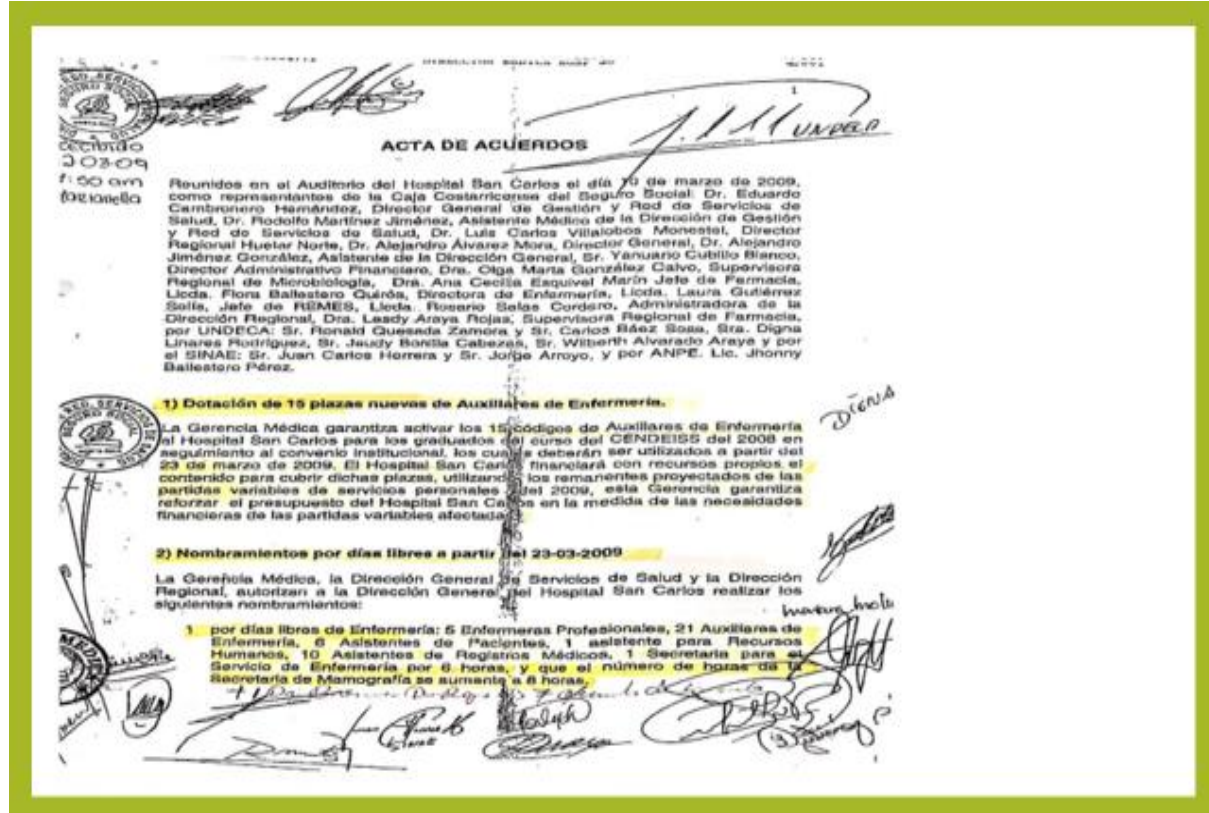 1
UNDECA
ACTA DE ACUERDOS
Recibido
1:50 am
Reunidos en el Auditorio del Hospital San Carlos el día 10 de marzo de 2009,
como representantes de la Caja Costarricense del Seguro Social: Dr. Eduardo
Cambronero Hernández, Director General de Gestión y Red de Servicios de
Salud, Dr. Rodolfo Martínez Jiménez, Asistente Médico de la Dirección de Gestión
y Red de Servicios de Salud, Dr. Luis Carlos Villalobos Monestel, Director
Regional Huetar Norte, Dr. Alejandro Álvarez Mora, Director General, Dr. Alejandro
Jiménez González, Asistente de la Dirección General, Sr. Yanuario Cubillo Blanco,
Director Administrativo Financiero, Dra. Olga Marta González Calvo, Supervisora
Regional de Microbiología, Dra. Ana Cecilia Esquivel Marín Jefe de Farmacia,
Licda. Flora Ballestero Quirós, Directora de Enfermería, Licda. Laura Gutiérrez
Solís, Jefe de REMES, Licda. Rosario Salas Cordero, Administradora de la
Dirección Regional, Dra. Leady Araya Rojas, Supervisora Regional de Farmacia,
por UNDECA: Sr. Ronald Quesada Zamora y Sr. Carlos Báez Sosa, Sra. Digna
Linares Rodríguez, Sr. Jeudy Bonilla Cabezas, Sr. Wilberth Alvarado Araya y por
el SINAE: Sr. Juan Carlos Herrera y Sr. Jorge Arroyo, y por ANPE. Lic. Jhonny
Ballestero Pérez.
1) Dotación de 15 plazas nuevas de Auxiliares de Enfermería.
DIGNA
La Gerencia Médica garantiza activar los 15 códigos de Auxiliares de Enfermería
al Hospital San Carlos para los graduados del curso del CENDEISS del 2008 en
seguimiento al convenio institucional, los cuales deberán ser utilizados a partir del
23 de marzo de 2009. El Hospital San Carlos financiará con recursos propios el
contenido para cubrir dichas plazas, utilizando los remanentes proyectados de las
partidas variables de servicios personales del 2009, esta Gerencia garantiza
reforzar el presupuesto del Hospital San Carlos en la medida de las necesidades
financieras de las partidas variables afectadas.
2) Nombramientos por días libres a partir del 23-03-2009
La Gerencia Médica, la Dirección General de Servicios de Salud y la Dirección
Regional, autorizan a la Dirección General del Hospital San Carlos realizar los
siguientes nombramientos:
1 por días libres de Enfermería: 5 Enfermeras Profesionales, 21 Auxiliares de
Enfermería, 6 Asistentes de Pacientes, 1 asistente para Recursos
Humanos, 10 Asistentes de Registros Médicos, 1 Secretaria para el
Servicio de Enfermería por 6 horas, y que el número de horas de la
Secretaria de Mamografía se aumente a 8 horas.
SINAE